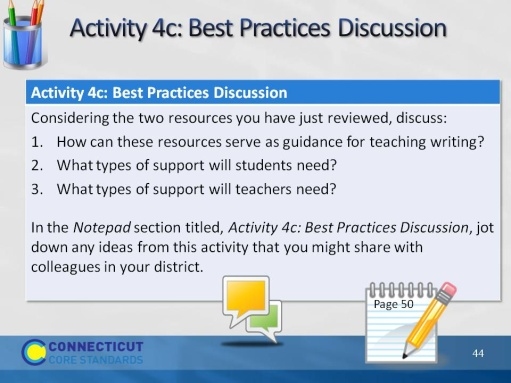 Activity 4c: Best Practices Discussion
Activity 4c: Best Practices Discussion
Considering the two resources you have just reviewed, discuss:
1. How can these resources serve as guidance for teaching writing?
2. What types of support will students need?
3. What types of support will teachers need?
In the Notepad section titled, Activity 4c: Best Practices Discussion, jot
down any ideas from this activity that you might share with
colleagues in your district.
Page 50
CONNECTICUT
CORE STANDARDS
44